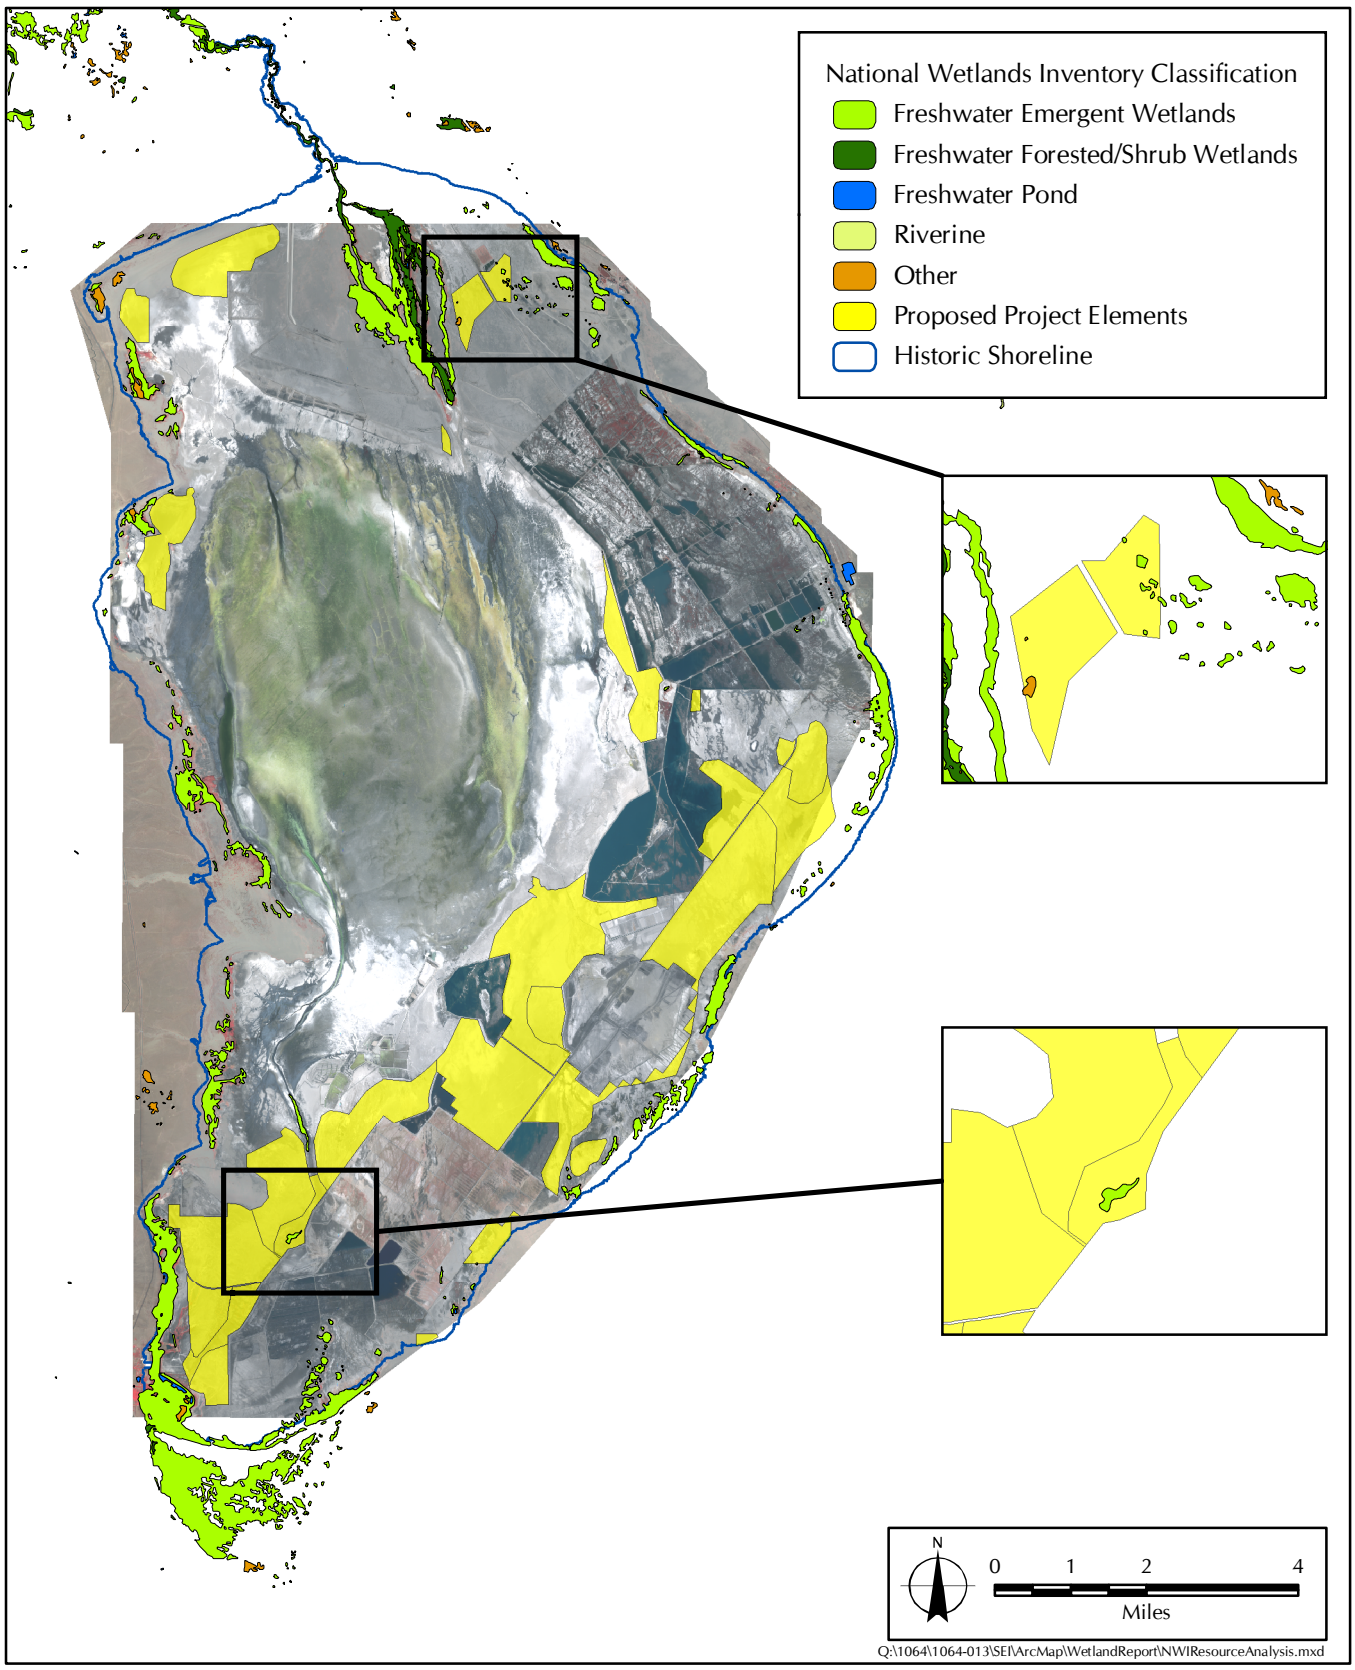 National Wetlands Inventory Classification
Freshwater Emergent Wetlands
Freshwater Forested/Shrub Wetlands
Freshwater Pond
Riverine
Other
Proposed Project Elements
Historic Shoreline
N
0 1 2 4
Miles
Q:\1064\1064-013\SEI\ArcMap\WetlandReport\NWIResourceAnalysis.mxd